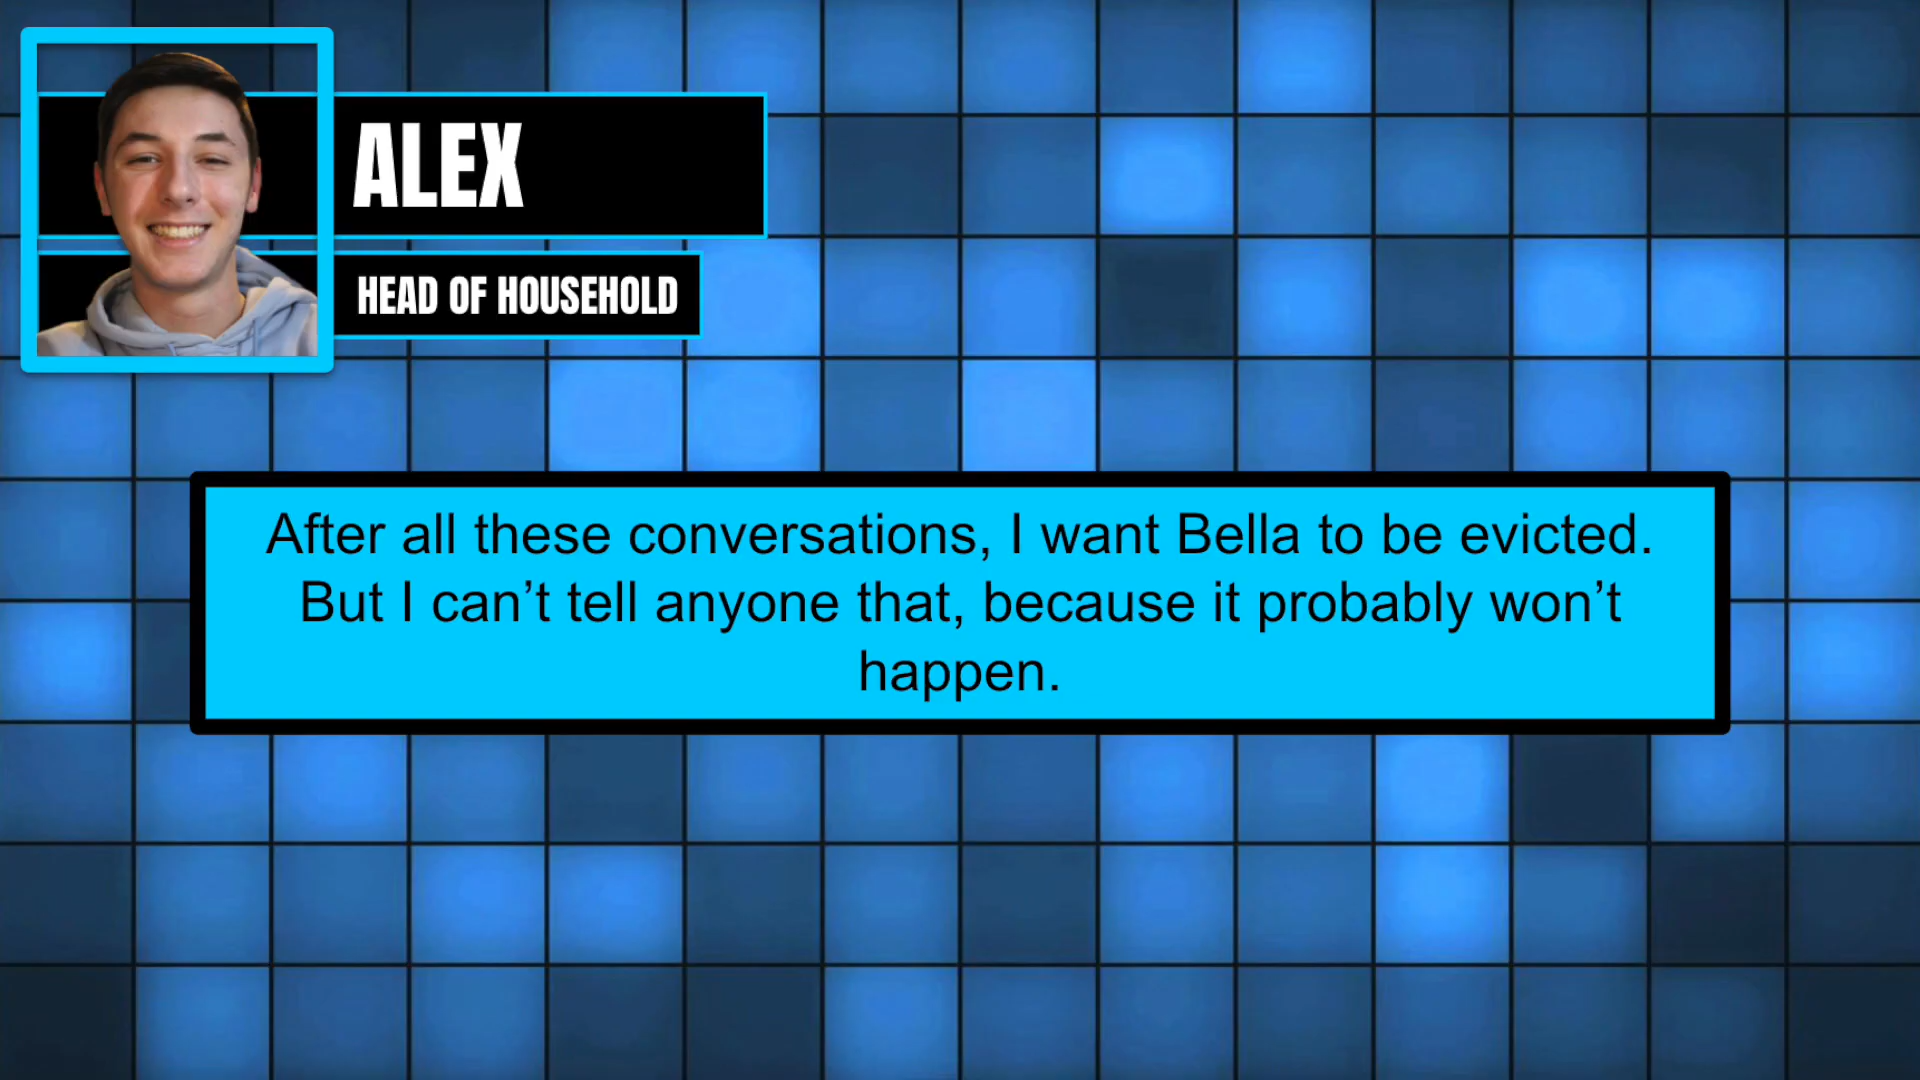 ALEX
HEAD OF HOUSEHOLD
After all these conversations, I want Bella to be evicted.
But I can’t tell anyone that, because it probably won’t
happen.